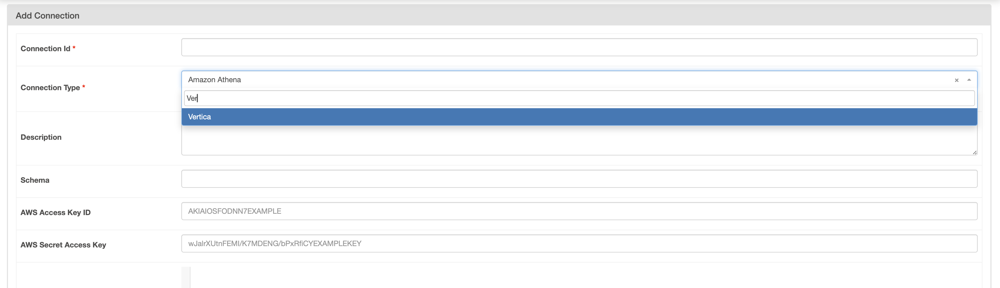 Add Connection
Connection Id *
Connection Type *
Amazon Athena
×
Ver
Vertica
Description
Schema
AWS Access Key ID
AKIAIOSFODNN7EXAMPLE
AWS Secret Access Key
wJalrXUtnFEMI/K7MDENG/bPxRfiCYEXAMPLEKEY